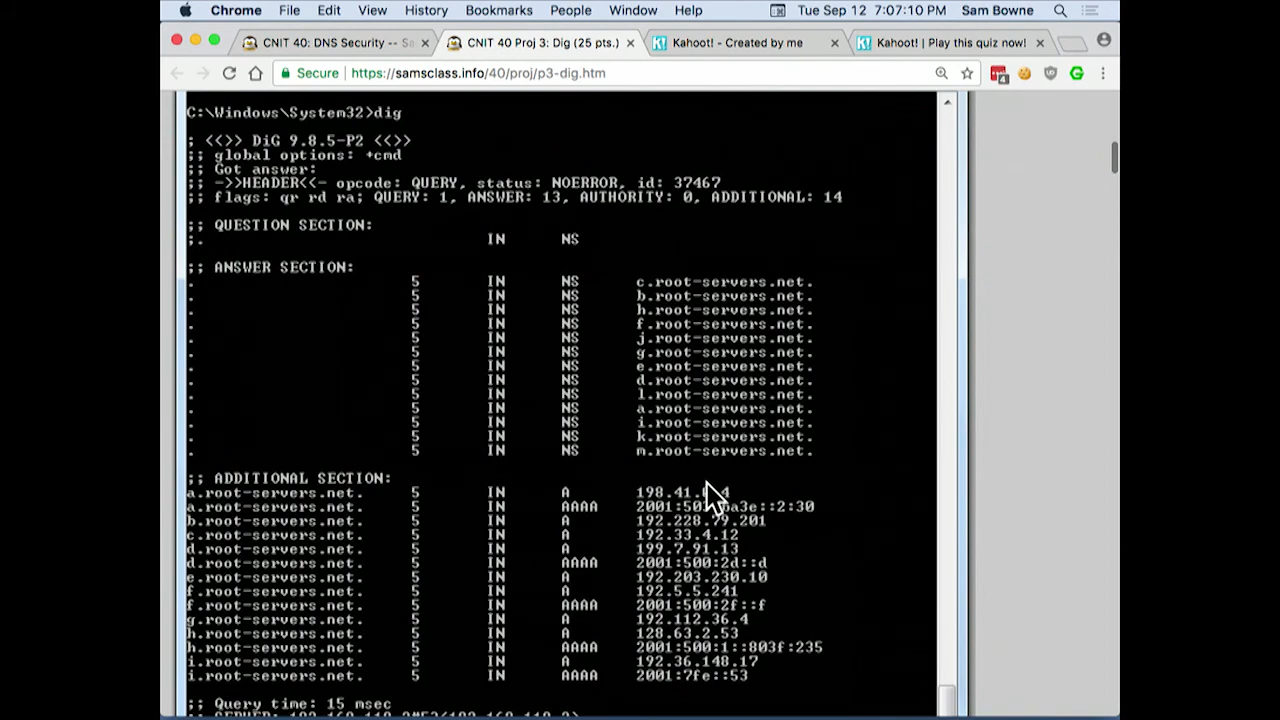 Chrome File Edit View History Bookmarks People Window Help Tue Sep 12 7:07:10 PM Sam Bowne
CNIT 40: DNS Security -- Se × CNIT 40 Proj 3: Dig (25 pts.) × K! Kahoot! - Created by me × K! Kahoot! | Play this quiz now! ×
Secure | https://samsclass.info/40/proj/p3-dig.htm 4 G
C:\Windows\System32>dig
; <<>> DiG 9.8.5-P2 <<>>
;; global options: +cmd
;; Got answer:
;; ->>HEADER<<- opcode: QUERY, status: NOERROR, id: 37467
;; flags: qr rd ra; QUERY: 1, ANSWER: 13, AUTHORITY: 0, ADDITIONAL: 14
;; QUESTION SECTION:
;. IN NS
;; ANSWER SECTION:
. 5 IN NS c.root-servers.net.
. 5 IN NS b.root-servers.net.
. 5 IN NS h.root-servers.net.
. 5 IN NS f.root-servers.net.
. 5 IN NS j.root-servers.net.
. 5 IN NS g.root-servers.net.
. 5 IN NS e.root-servers.net.
. 5 IN NS d.root-servers.net.
. 5 IN NS l.root-servers.net.
. 5 IN NS a.root-servers.net.
. 5 IN NS i.root-servers.net.
. 5 IN NS k.root-servers.net.
. 5 IN NS m.root-servers.net.
;; ADDITIONAL SECTION:
a.root-servers.net. 5 IN A
a.root-servers.net. 5 IN AAAA
b.root-servers.net. 5 IN A 192.228.79.201
c.root-servers.net. 5 IN A 192.33.4.12
d.root-servers.net. 5 IN A 199.7.91.13
d.root-servers.net. 5 IN AAAA 2001:500:2d::d
e.root-servers.net. 5 IN A 192.203.230.10
f.root-servers.net. 5 IN A 192.5.5.241
f.root-servers.net. 5 IN AAAA 2001:500:2f::f
g.root-servers.net. 5 IN A 192.112.36.4
h.root-servers.net. 5 IN A 128.63.2.53
h.root-servers.net. 5 IN AAAA 2001:500:1::803f:235
i.root-servers.net. 5 IN A 192.36.148.17
i.root-servers.net. 5 IN AAAA 2001:7fe::53
;; Query time: 15 msec